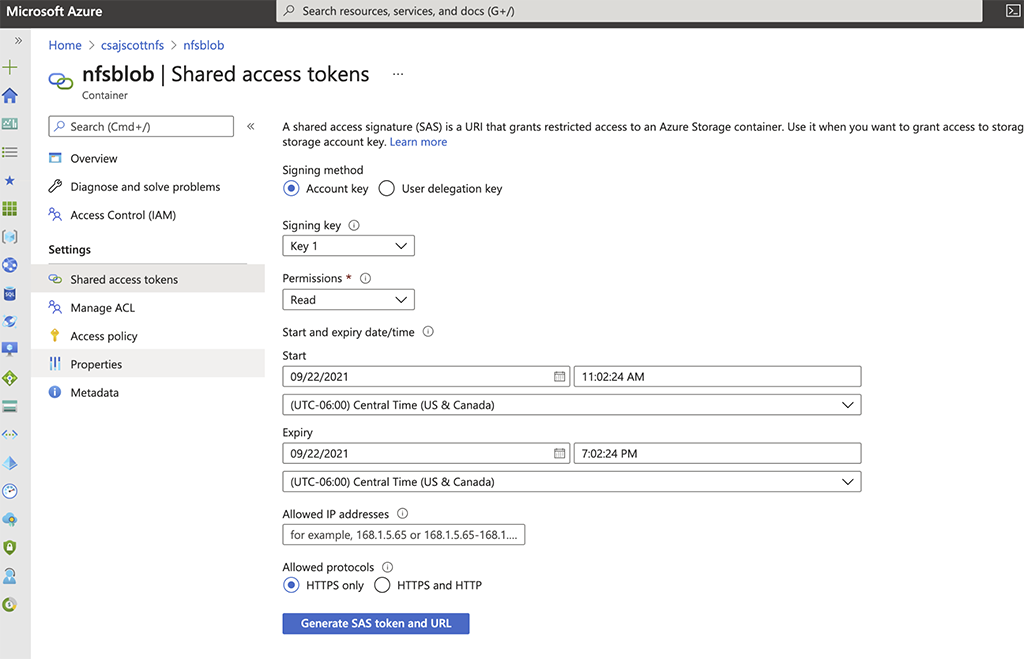 Microsoft Azure
Search resources, services, and docs (G+/)
Home > csajscottnfs > nfsblob
nfsblob | Shared access tokens ...
Container
Search (Cmd+/)
Overview
Diagnose and solve problems
Access Control (IAM)
Settings
Shared access tokens
Manage ACL
Access policy
Properties
Metadata
A shared access signature (SAS) is a URI that grants restricted access to an Azure Storage container. Use it when you want to grant access to storag
storage account key. Learn more
Signing method
Account key User delegation key
Signing key
Key 1
Permissions *
Read
Start and expiry date/time
Start
09/22/2021 11:02:24 AM
(UTC-06:00) Central Time (US & Canada)
Expiry
09/22/2021 7:02:24 PM
(UTC-06:00) Central Time (US & Canada)
Allowed IP addresses
for example, 168.1.5.65 or 168.1.5.65-168.1....
Allowed protocols
HTTPS only HTTPS and HTTP
Generate SAS token and URL